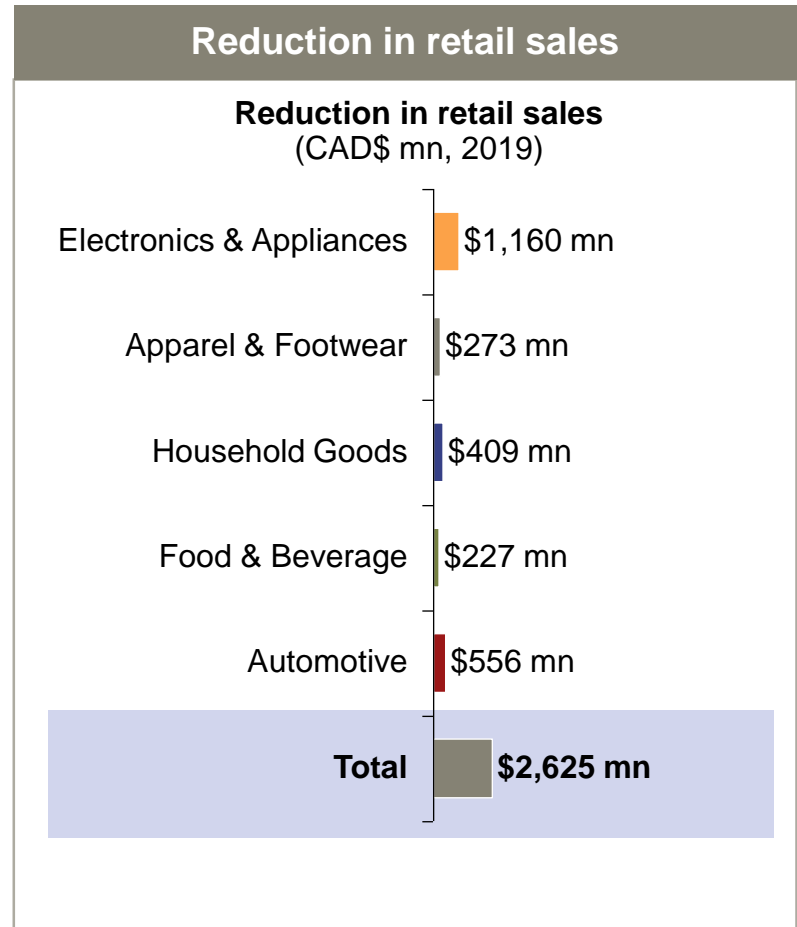 Reduction in retail sales
Reduction in retail sales
(CAD$ mn, 2019)
Electronics & Appliances $1,160 mn
Apparel & Footwear $273 mn
Household Goods $409 mn
Food & Beverage $227 mn
Automotive $556 mn
Total $2,625 mn